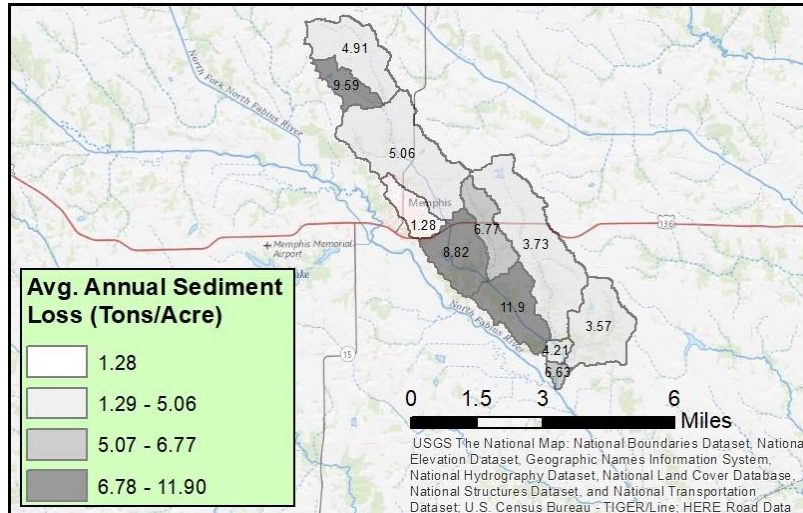 4.91
9.59
North Fork North Fabius River
5.06
Memphis
1.28
6.77
3.73
136
Memphis Memorial
Airport
8.82
11.9
North Fabius River
3.57
4.21
6.63
15
Avg. Annual Sediment
Loss (Tons/Acre)
1.28
1.29 - 5.06
5.07 - 6.77
6.78 - 11.90
0 1.5 3 6
Miles
USGS The National Map: National Boundaries Dataset, National
Elevation Dataset, Geographic Names Information System,
National Hydrography Dataset, National Land Cover Database,
National Structures Dataset, and National Transportation
Dataset; U.S. Census Bureau - TIGER/Line; HERE Road Data